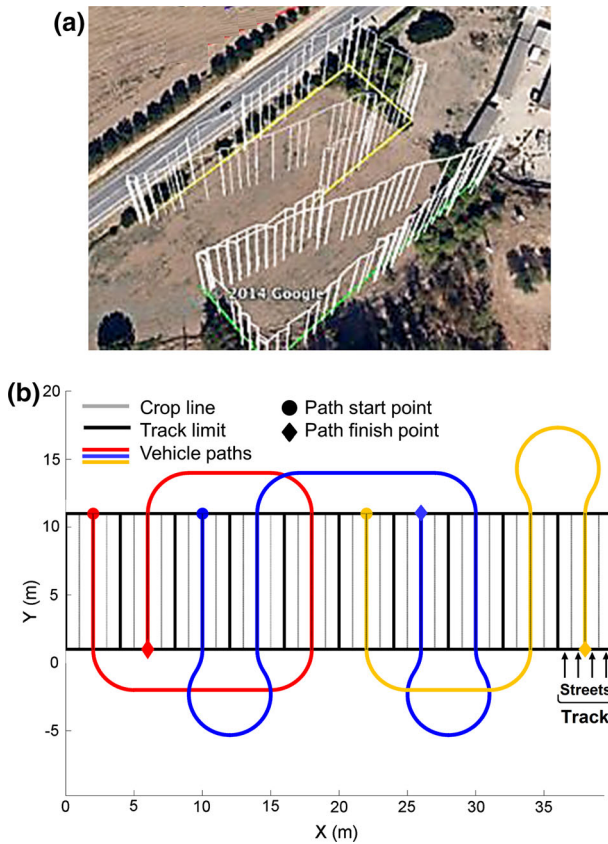 (a)
© 2014 Google
(b)
20
15
10
5
0
-5
Y (m)
Crop line
Track limit
Vehicle paths
Path start point
Path finish point
Streets
Track
0 5 10 15 20 25 30 35
X (m)